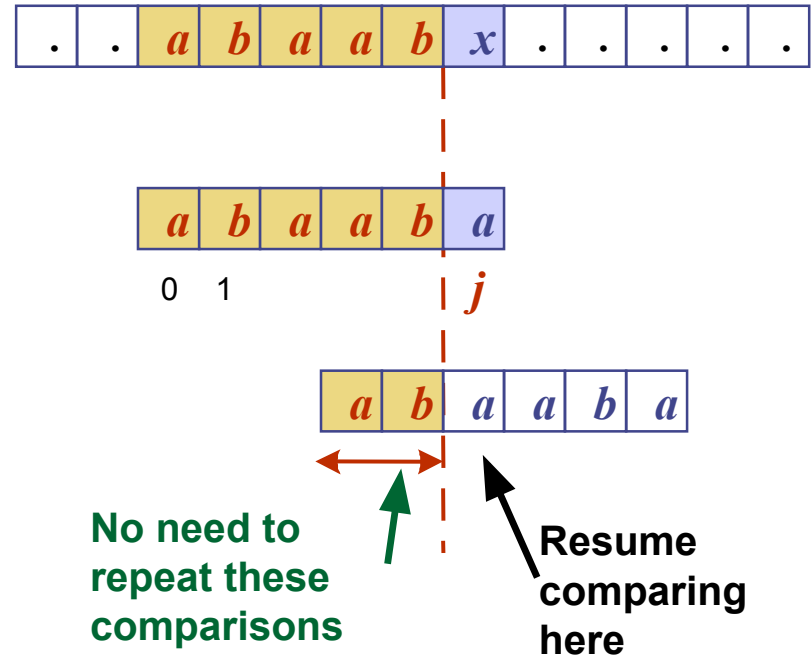 . . a b a a b x . . . . .
a b a a b a
0 1 j
a b a a b a
No need to
repeat these
comparisons
Resume
comparing
here